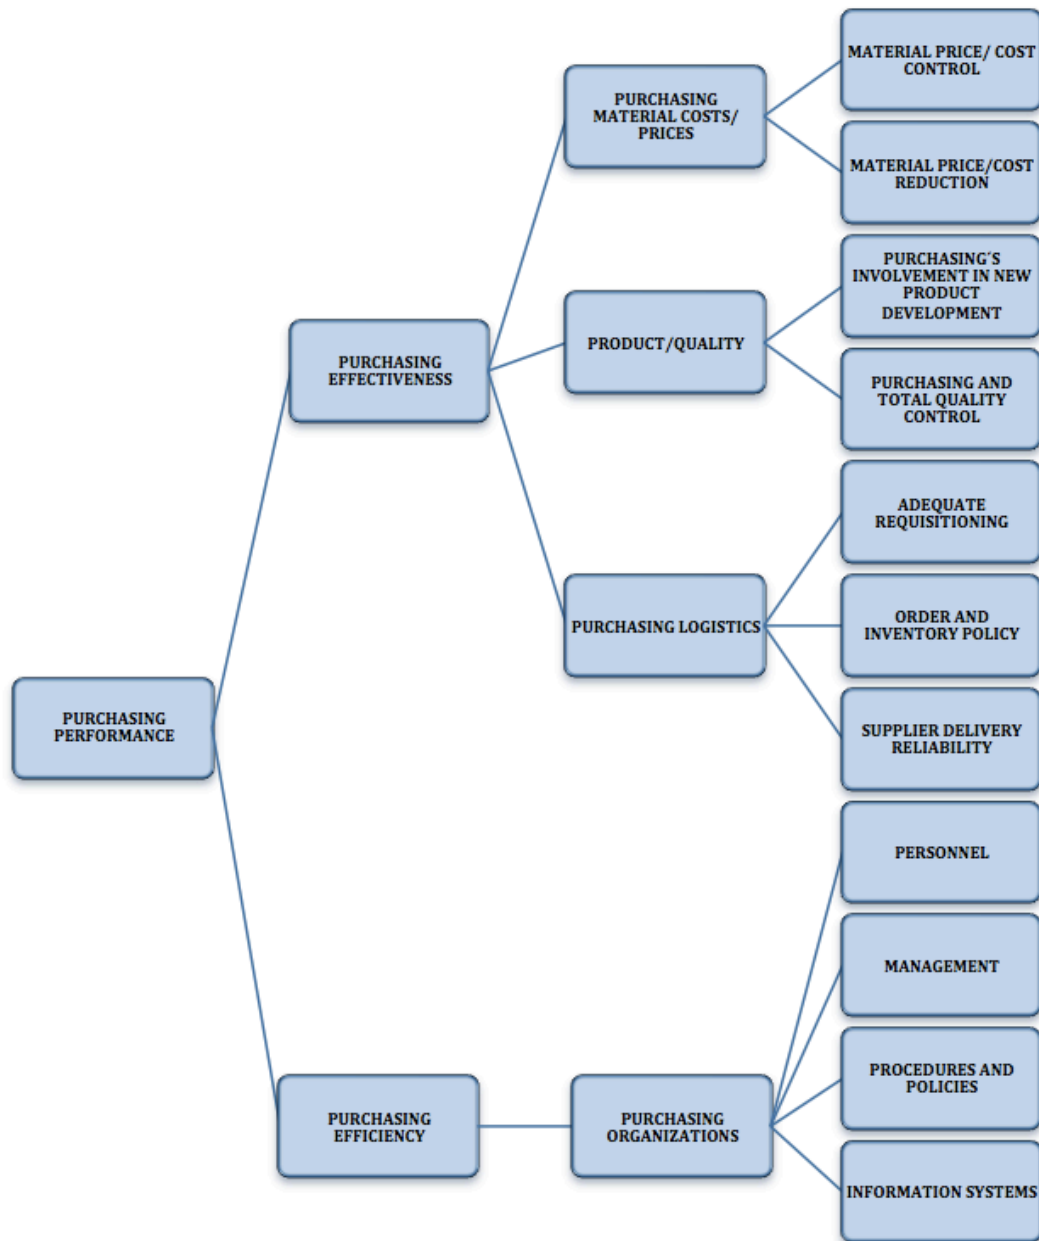 MATERIAL PRICE/ COST
CONTROL
PURCHASING
MATERIAL COSTS/
PRICES
MATERIAL PRICE/COST
REDUCTION
PURCHASING´S
INVOLVEMENT IN NEW
PRODUCT
DEVELOPMENT
PRODUCT/QUALITY
PURCHASING
EFFECTIVENESS
PURCHASING AND
TOTAL QUALITY
CONTROL
ADEQUATE
REQUISITIONING
PURCHASING LOGISTICS
ORDER AND
INVENTORY POLICY
SUPPLIER DELIVERY
RELIABILITY
PURCHASING
PERFORMANCE
PERSONNEL
MANAGEMENT
PROCEDURES AND
POLICIES
PURCHASING
EFFICIENCY
PURCHASING
ORGANIZATIONS
INFORMATION SYSTEMS